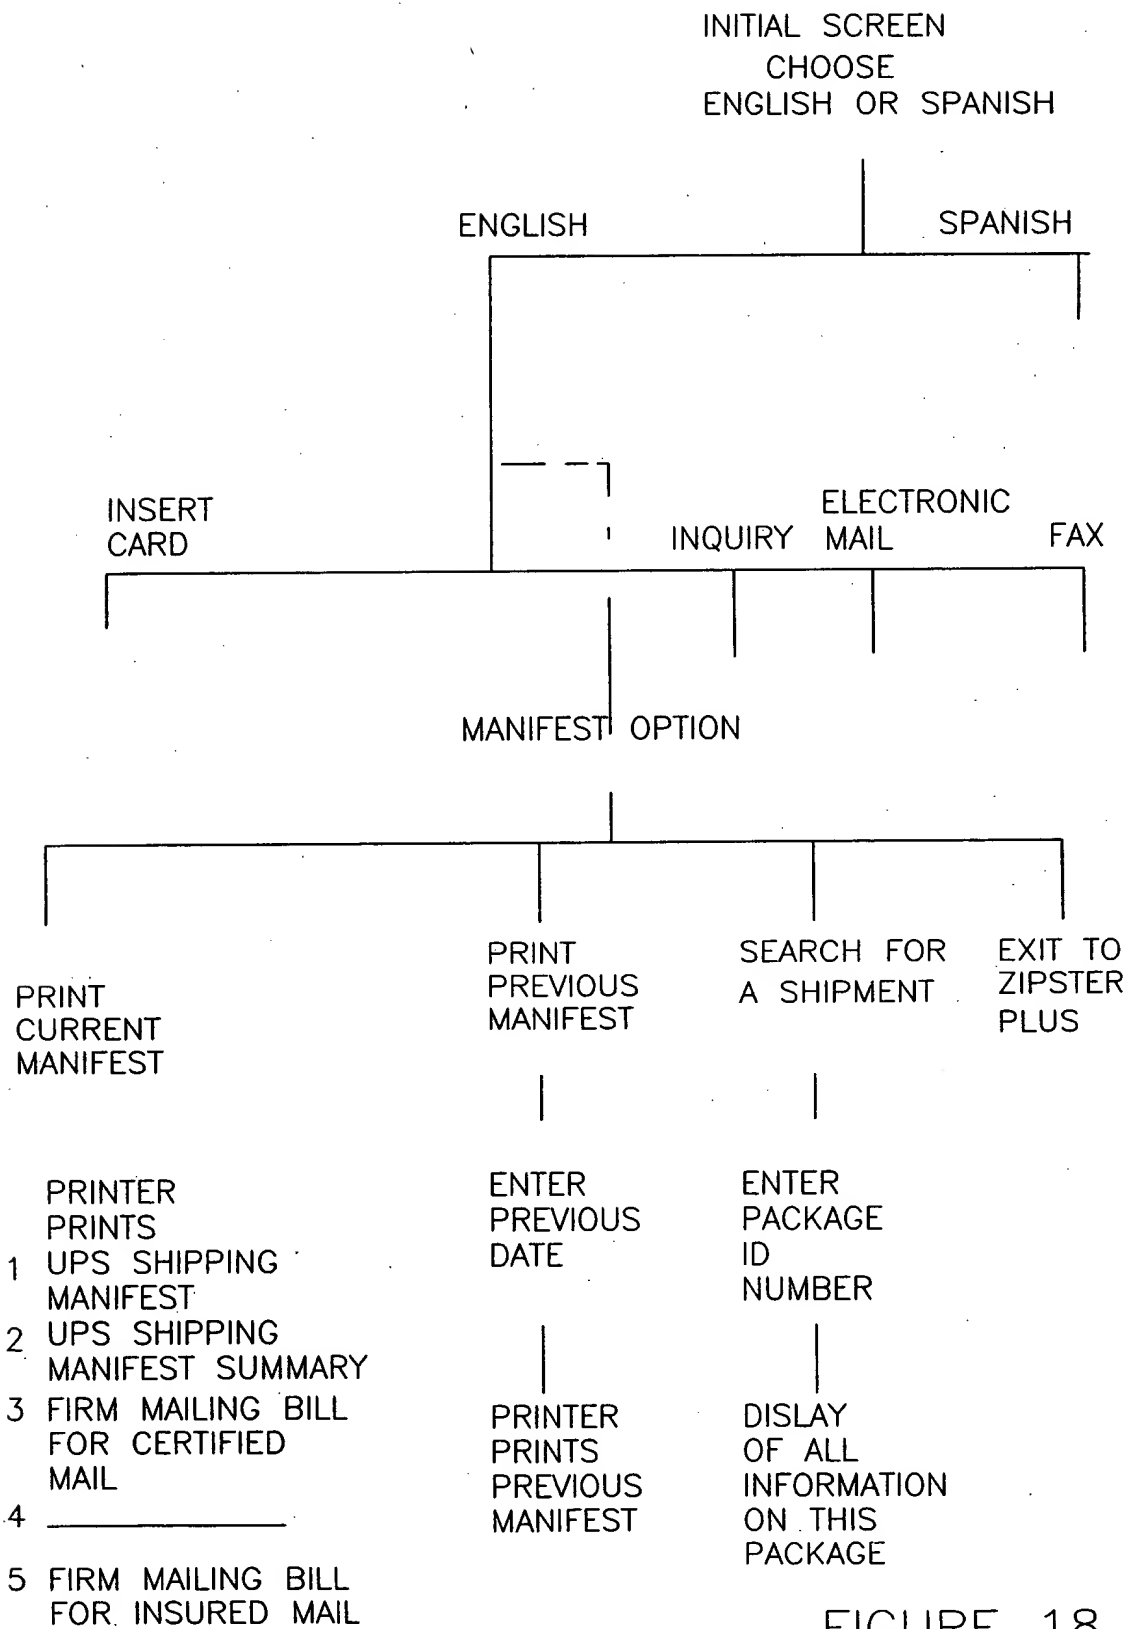 INITIAL SCREEN
CHOOSE
ENGLISH OR SPANISH
ENGLISH
SPANISH
INSERT
CARD
INQUIRY
ELECTRONIC
MAIL
FAX
MANIFEST OPTION
PRINT
CURRENT
MANIFEST
PRINT
PREVIOUS
MANIFEST
SEARCH FOR
A SHIPMENT
EXIT TO
ZIPSTER
PLUS
PRINTER
PRINTS
1 UPS SHIPPING
MANIFEST
2 UPS SHIPPING
MANIFEST SUMMARY
3 FIRM MAILING BILL
FOR CERTIFIED
MAIL
4
5 FIRM MAILING BILL
FOR INSURED MAIL
ENTER
PREVIOUS
DATE
PRINTER
PRINTS
PREVIOUS
MANIFEST
ENTER
PACKAGE
ID
NUMBER
DISLAY
OF ALL
INFORMATION
ON THIS
PACKAGE
FIGURE 18